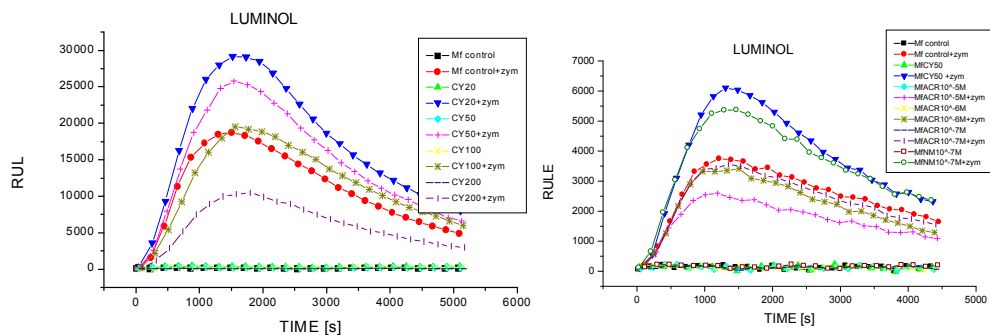 LUMINOL
RUL
30000
25000
20000
15000
10000
5000
0
0 1000 2000 3000 4000 5000 6000
TIME [s]
Mf control
Mf control+zym
CY20
CY20+zym
CY50
CY50+zym
CY100
CY100+zym
CY200
CY200+zym
LUMINOL
RULE
7000
6000
5000
4000
3000
2000
1000
0
0 1000 2000 3000 4000 5000
TIME [s]
Mf control
Mf control+zym
MfCY50
MfCY50 +zym
MfACR10^-5M
MfACR10^-5M+zym
MfACR10^-6M
MfACR10^-6M+zym
MfACR10^-7M
MfACR10^-7M+zym
MfNM10^-7M
MfNM10^-7M+zym